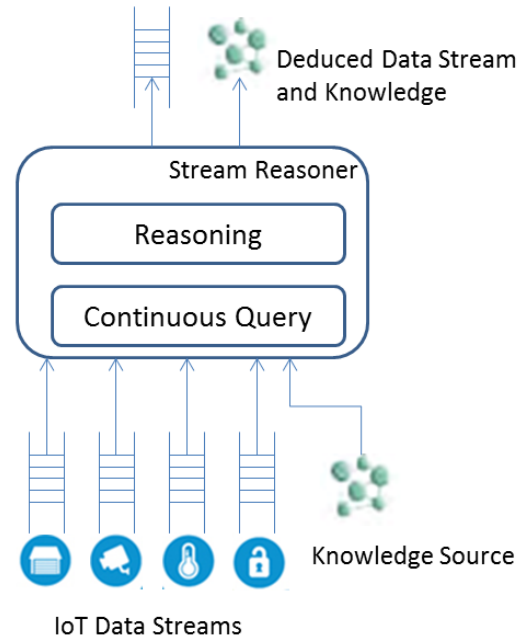 Deduced Data Stream
and Knowledge
Stream Reasoner
Reasoning
Continuous Query
Knowledge Source
IoT Data Streams